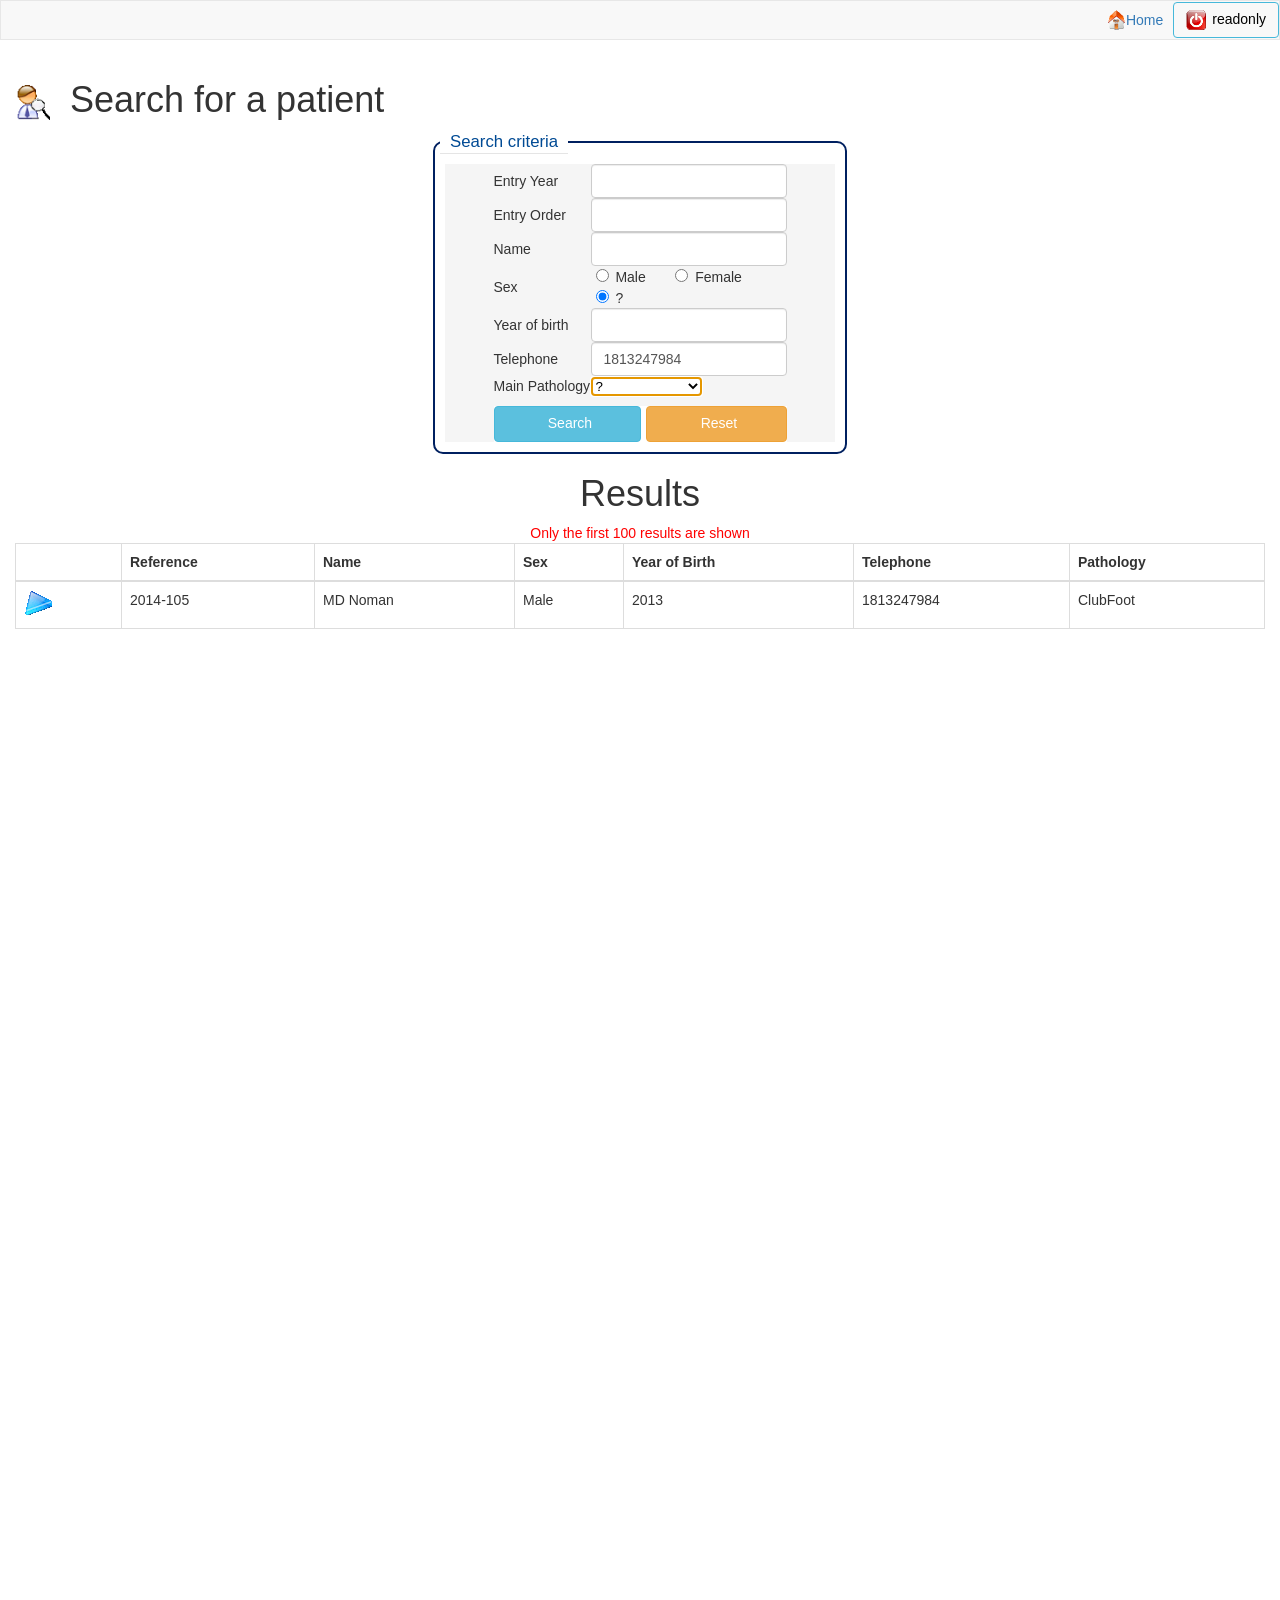 Home readonly
Search for a patient
Search criteria
Entry Year
Entry Order
Name
Sex Male Female
?
Year of birth
Telephone 1813247984
Main Pathology ?
Search Reset
Results
Only the first 100 results are shown
Reference Name Sex Year of Birth Telephone Pathology
2014-105 MD Noman Male 2013 1813247984 ClubFoot